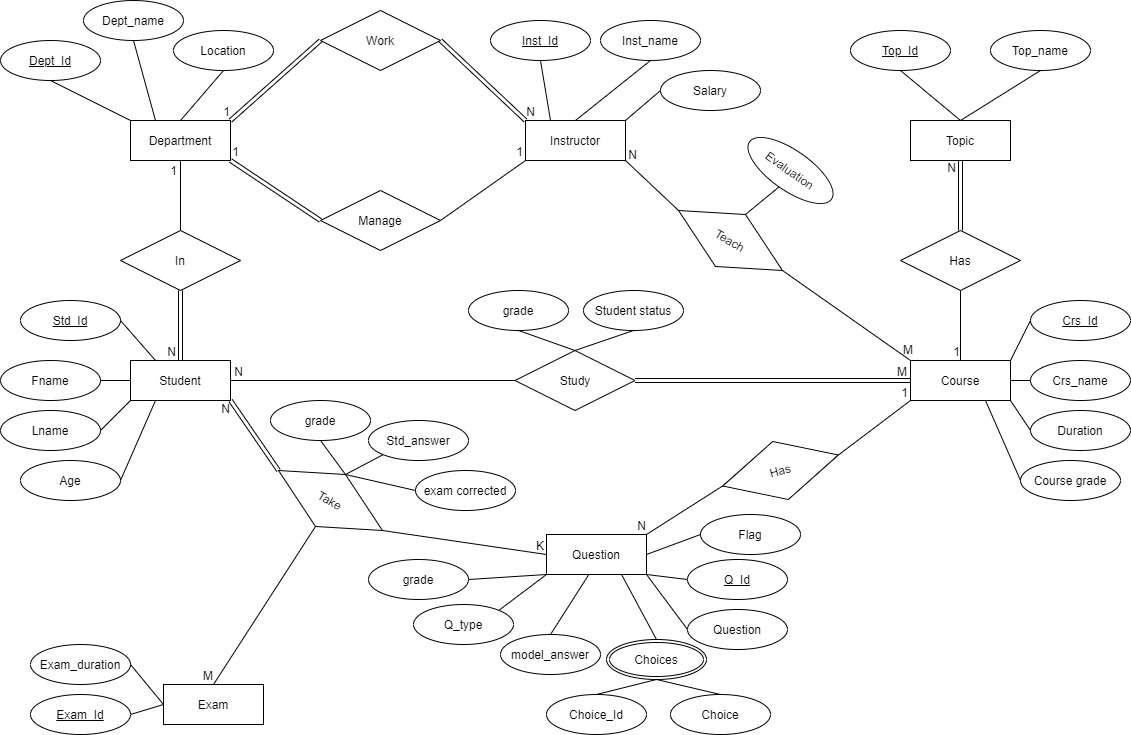 Dept_name
Work
Inst_Id
Inst_name
Top_Id
Top_name
Dept_Id
Location
Salary
1
N
Department
Instructor
Topic
1
1
1
N
N
Evaluation
Manage
Teach
In
Has
grade
Student status
Std_Id
Crs_Id
N
M
1
Fname
Student
N
Study
M
Course
Crs_name
1
N
Lname
grade
Duration
Std_answer
Age
Take
exam corrected
Has
Course grade
N
K
Question
Flag
grade
Q_Id
Q_type
Question
model_answer
Choices
Exam_duration
M
Exam_Id
Exam
Choice_Id
Choice